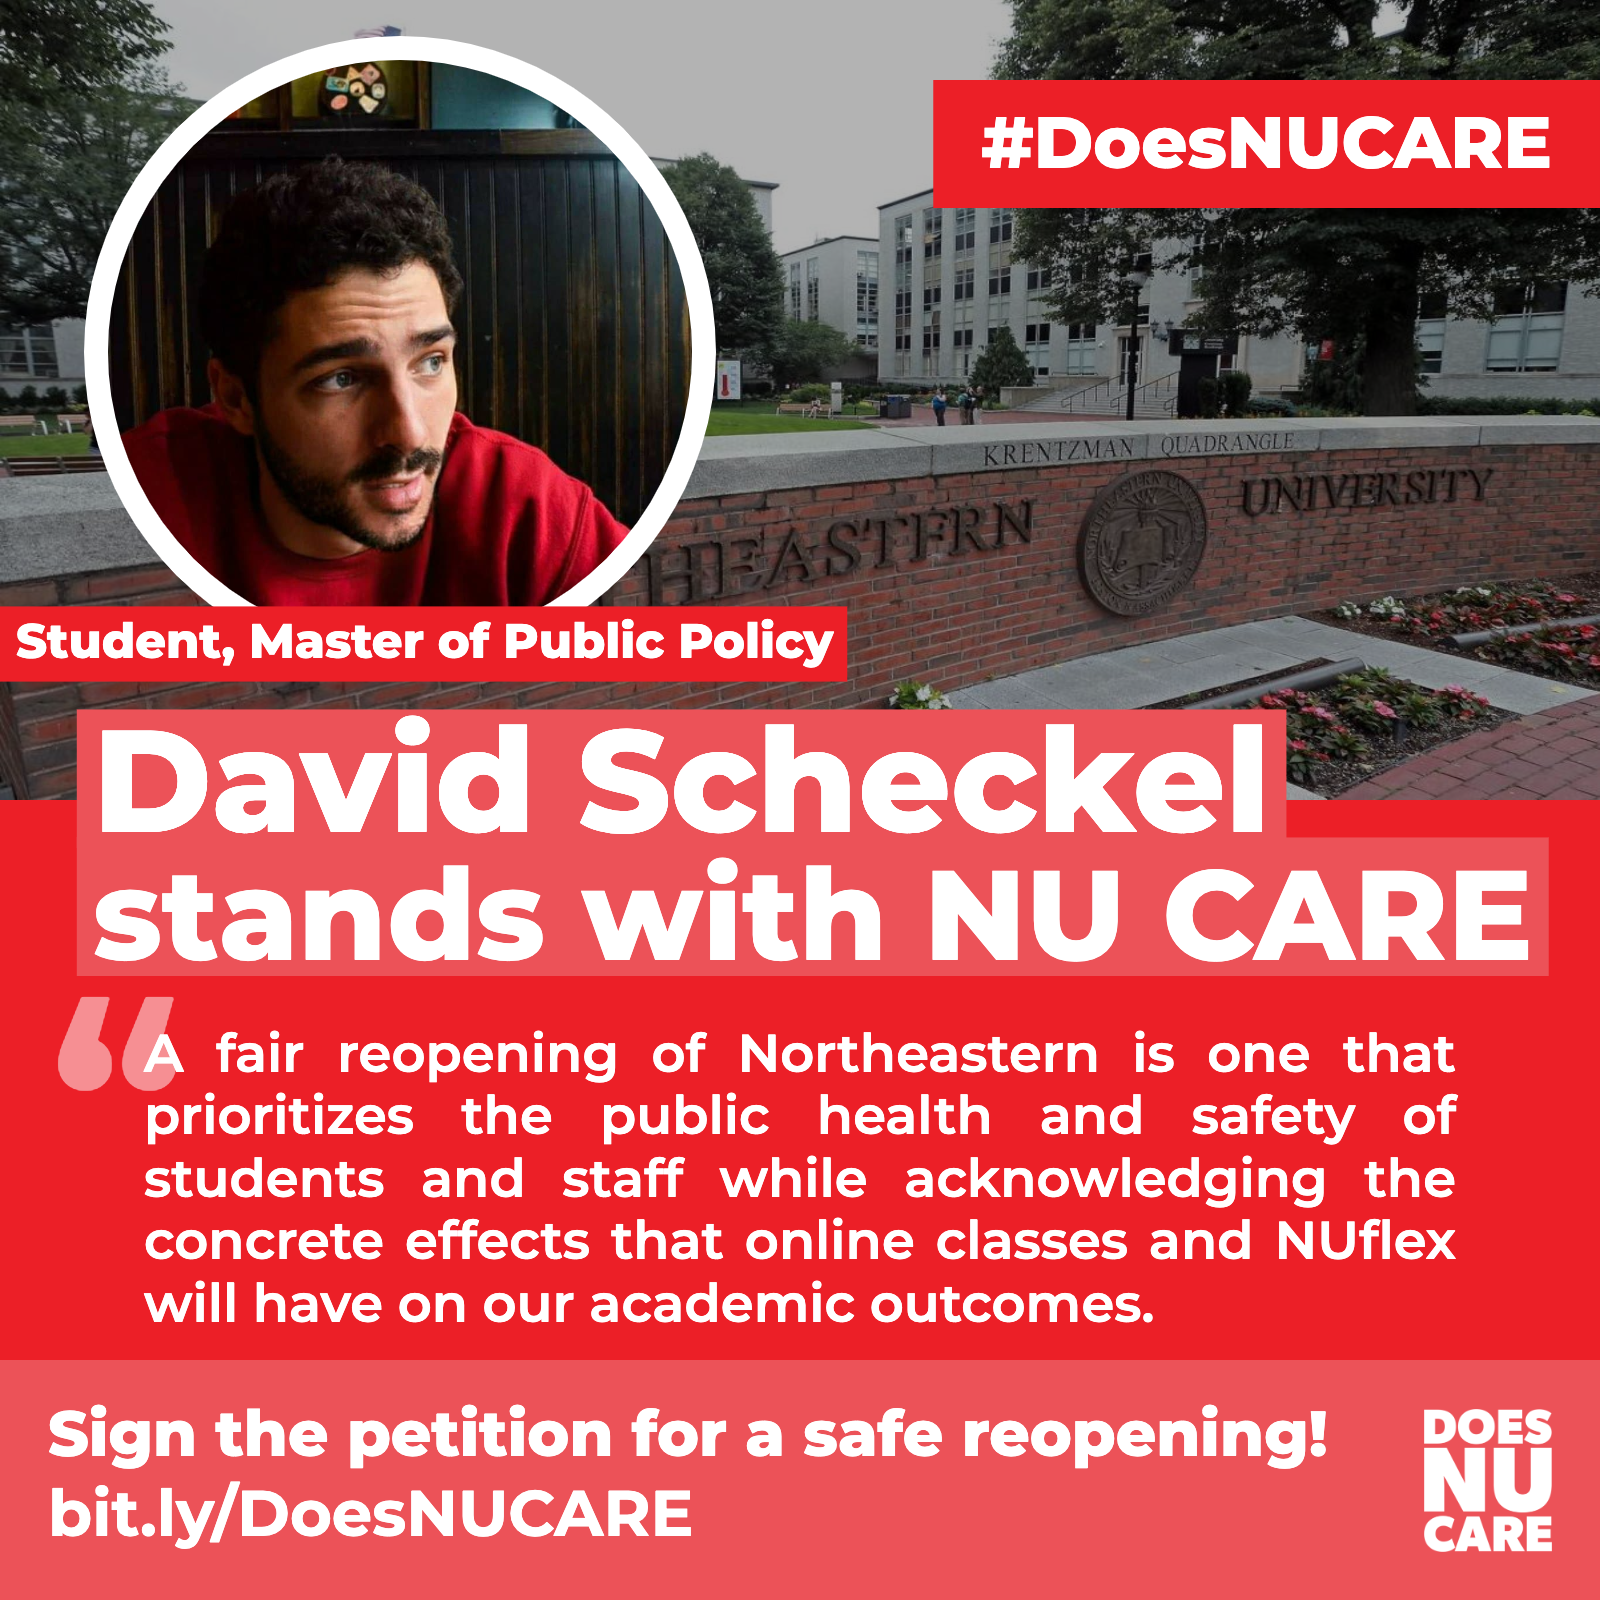 #DoesNUCARE
KRENTZMAN QUADRANGLE
HEASTERN
UNIVERSITY
Student, Master of Public Policy
David Scheckel
stands with NU CARE
“A fair reopening of Northeastern is one that
prioritizes the public health and safety of
students and staff while acknowledging the
concrete effects that online classes and NUflex
will have on our academic outcomes.
Sign the petition for a safe reopening!
bit.ly/DoesNUCARE
DOES
NU
CARE